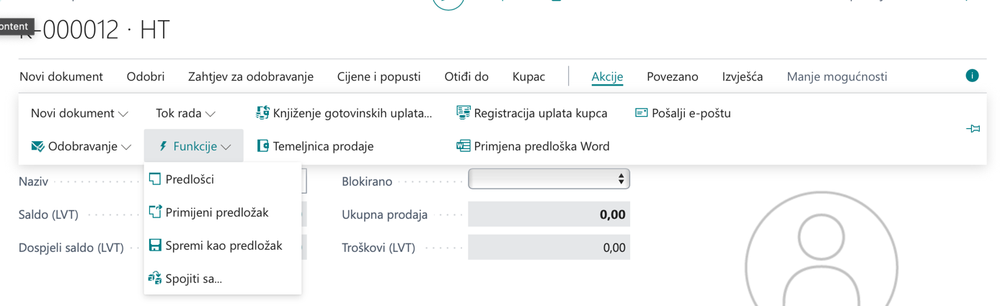 ontent
K-000012 · HT
Novi dokument Odobri Zahtjev za odobravanje Cijene i popusti Otiđi do Kupac Akcije Povezano Izvješća Manje mogućnosti
Novi dokument Tok rada Knjiženje gotovinskih uplata... Registracija uplata kupca Pošalji e-poštu
Odobravanje Funkcije Temeljnica prodaje Primjena predloška Word
Naziv Predlošci Blokirano
Saldo (LVT) Primijeni predložak Ukupna prodaja 0,00
Dospjeli saldo (LVT) Spremi kao predložak Troškovi (LVT) 0,00
Spojiti sa...